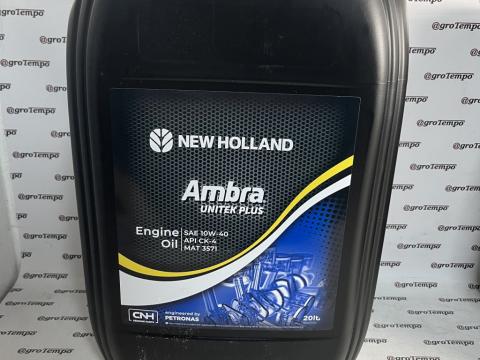 NEW HOLLAND
Ambra
UNITEK PLUS
Engine Oil
SAE 10W-40
API CK-4
MAT 3571
CNH
engineered by
PETRONAS
20lt
@groTempo